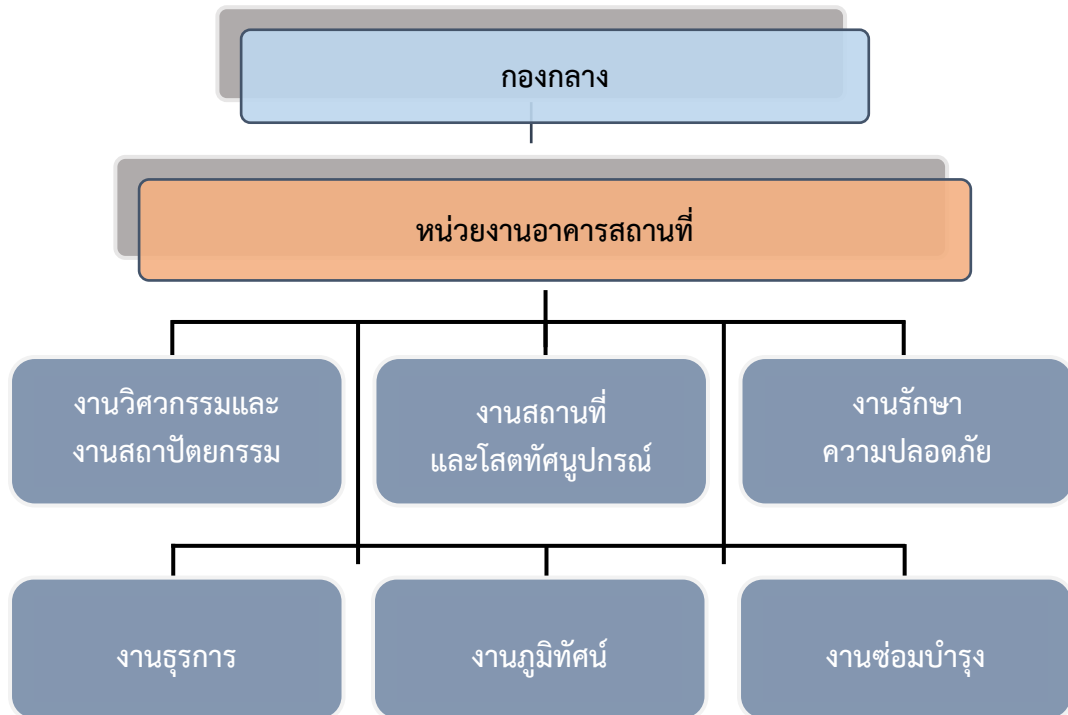 กองกลาง
หน่วยงานอาคารสถานที่
งานวิศวกรรมและ
งานสถาปัตยกรรม
งานสถานที่
และโสตทัศนูปกรณ์
งานรักษา
ความปลอดภัย
งานธุรการ
งานภูมิทัศน์
งานซ่อมบำรุง